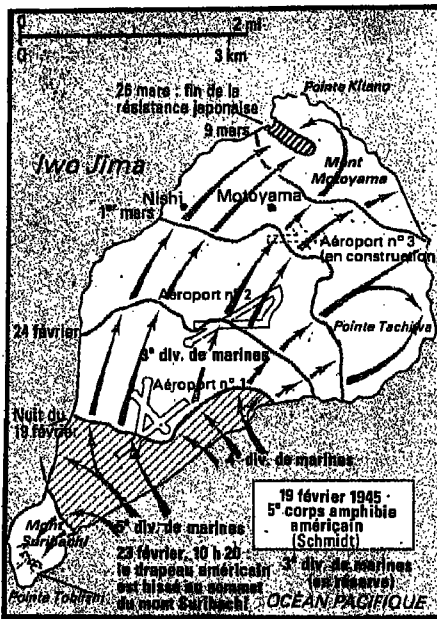 0 2 mi
0 3 km
Pointe Kitano
26 mars : fin de la
résistance japonaise
9 mars
Iwo Jima
Mont
Motoyama
Nishi
Motoyama
1er mars
Aéroport n° 3
(en construction)
Aéroport n° 2
Pointe Tachiwa
24 février
3e div. de marines
Aéroport n° 1
Nuit du
19 février
4e div. de marines
19 février 1945
5e corps amphibie
américain
(Schmidt)
Mont
Suribachi
5e div. de marines
23 février, 10 h 20 :
le drapeau américain
est hissé au sommet
du mont Suribachi
3e div. de marines
(en réserve)
Pointe Tobiishi
OCÉAN PACIFIQUE